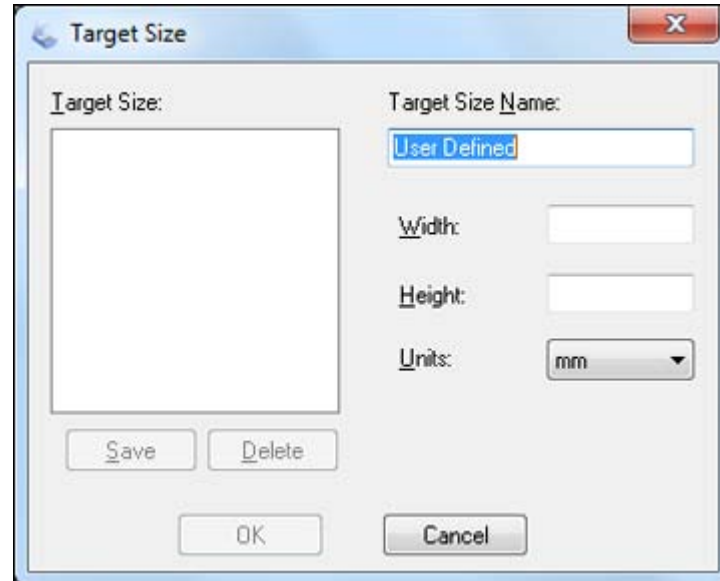 Target Size
Target Size:
Target Size Name:
User Defined
Width:
Height:
Units:
mm
Save
Delete
OK
Cancel